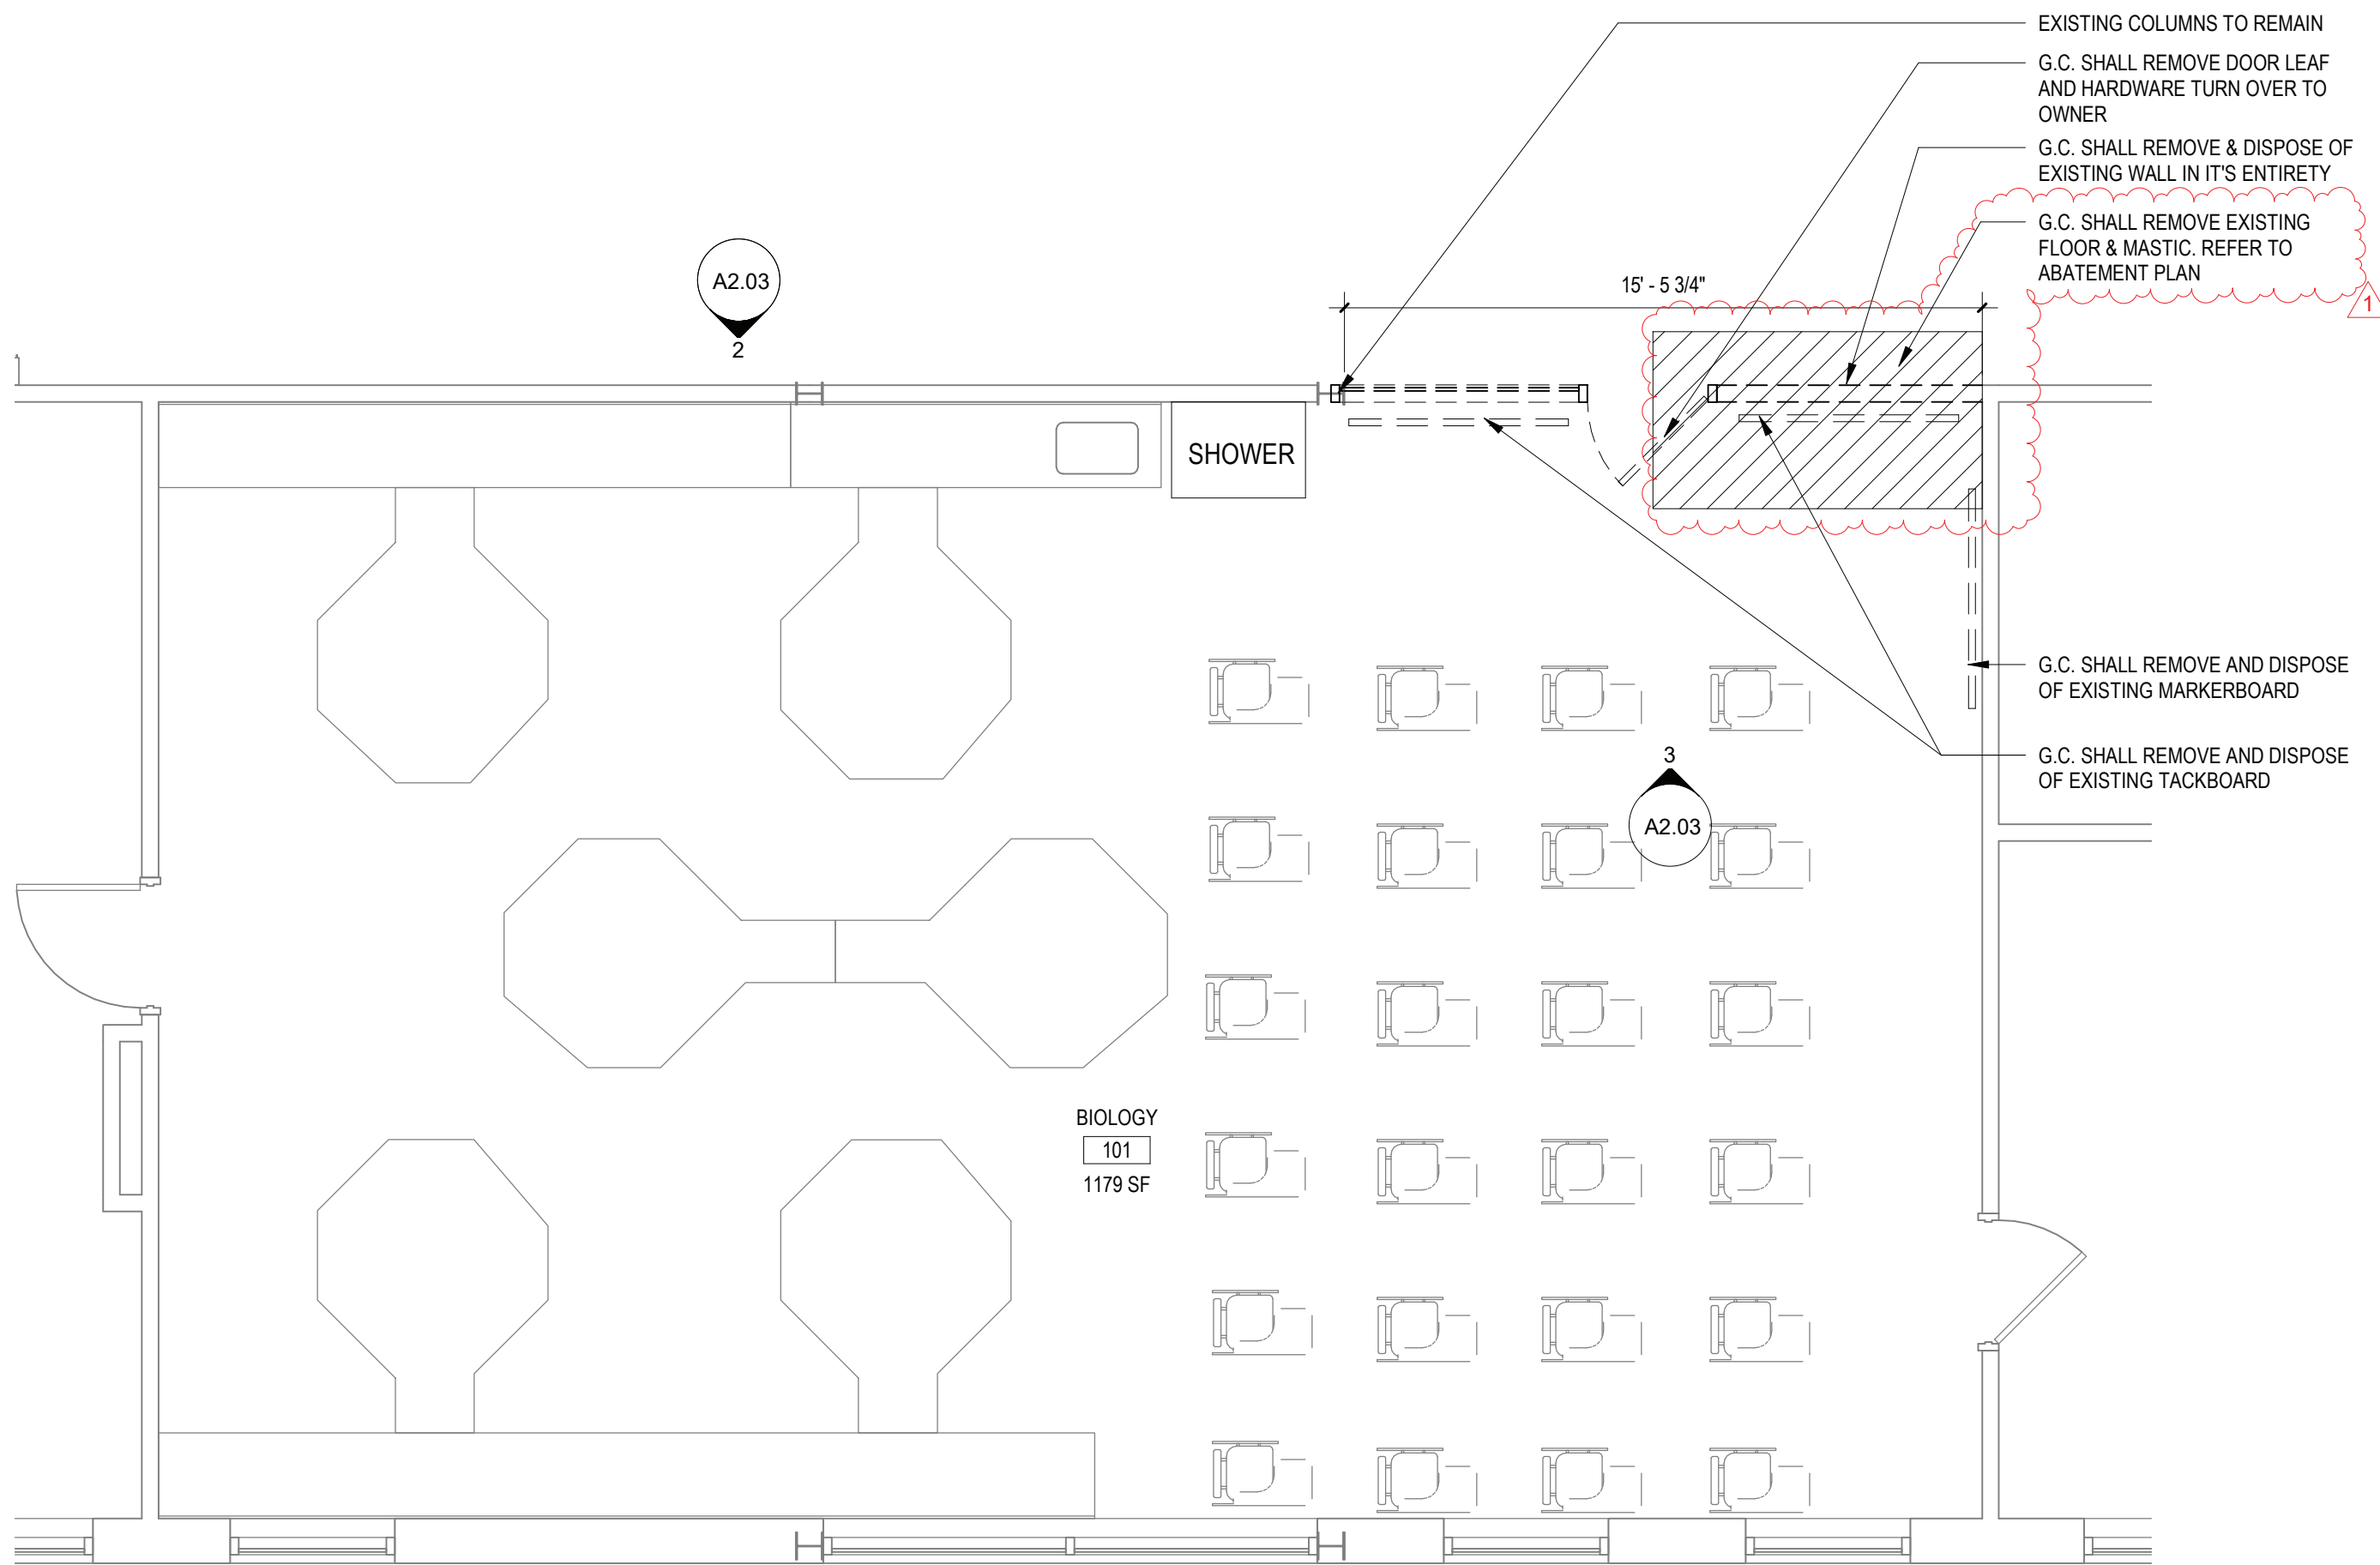 EXISTING COLUMNS TO REMAIN
G.C. SHALL REMOVE DOOR LEAF
AND HARDWARE TURN OVER TO
OWNER
G.C. SHALL REMOVE & DISPOSE OF
EXISTING WALL IN IT'S ENTIRETY
G.C. SHALL REMOVE EXISTING
FLOOR & MASTIC. REFER TO
ABATEMENT PLAN
1
15' - 5 3/4"
A2.03
2
SHOWER
G.C. SHALL REMOVE AND DISPOSE
OF EXISTING MARKERBOARD
G.C. SHALL REMOVE AND DISPOSE
OF EXISTING TACKBOARD
3
A2.03
BIOLOGY
101
1179 SF